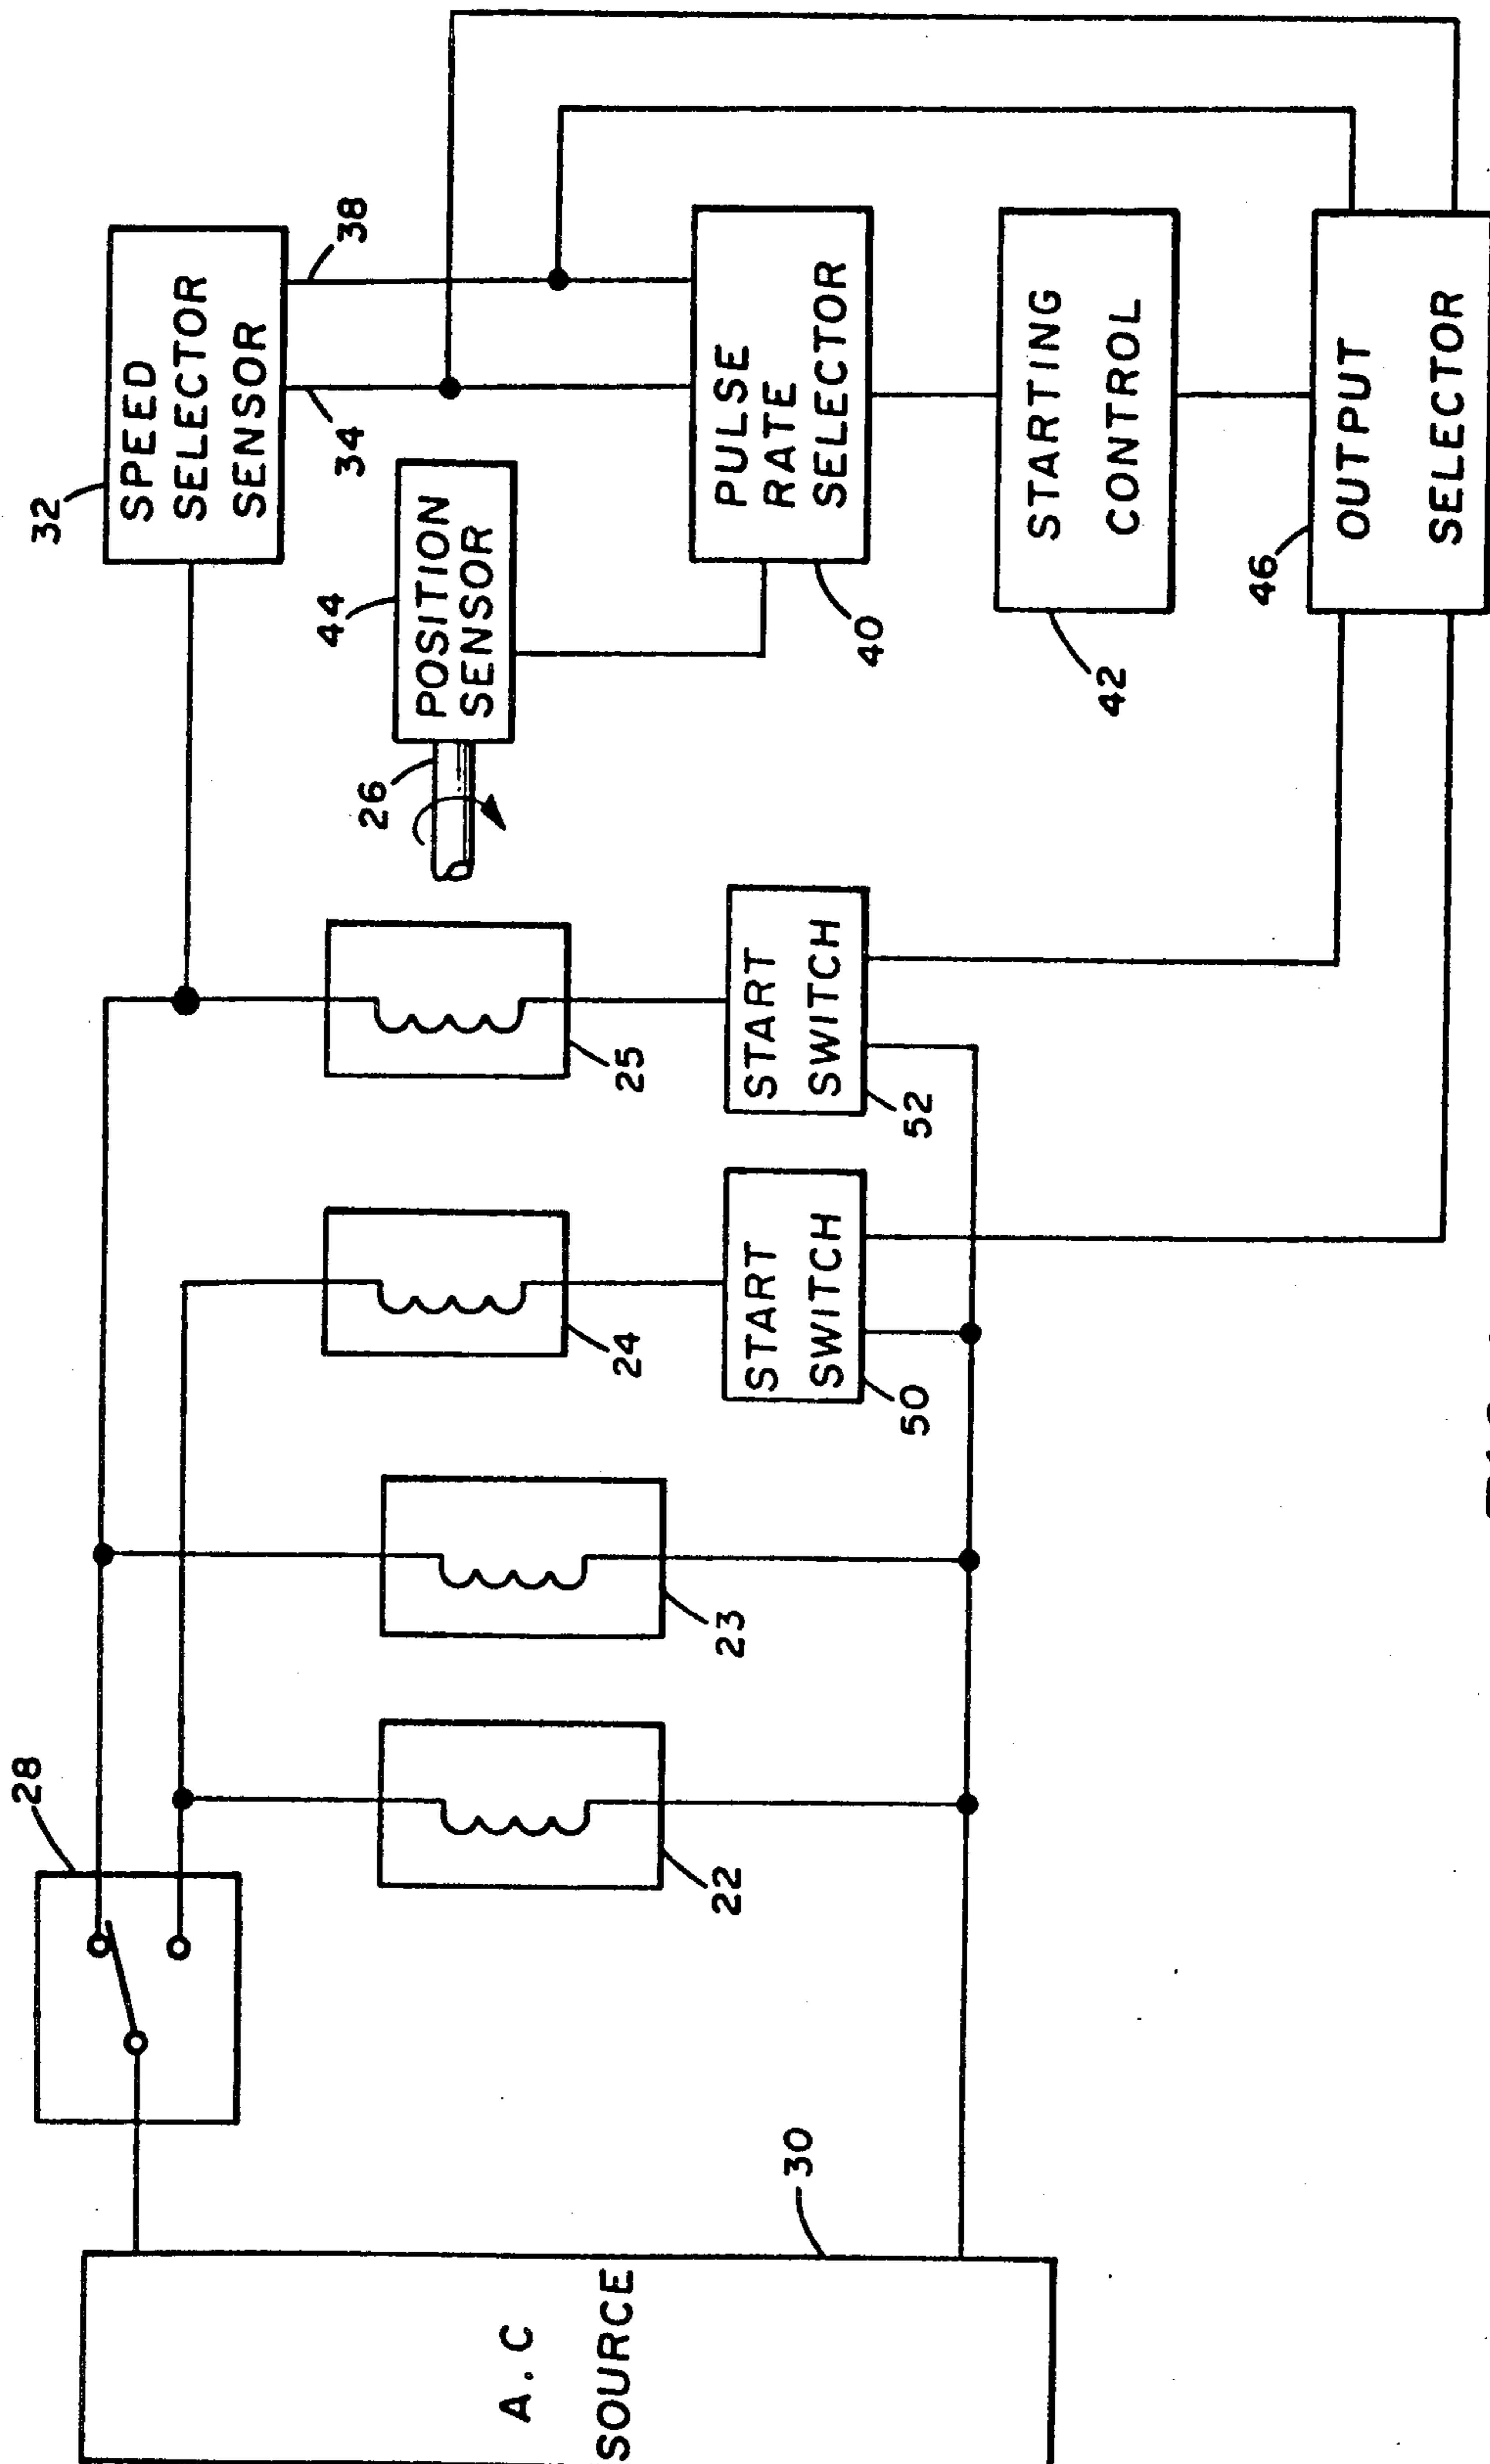 28
32
SPEED
SELECTOR
SENSOR
34
38
44
POSITION
SENSOR
26
A.C
SOURCE
30
22
23
24
25
START
SWITCH
50
START
SWITCH
52
PULSE
RATE
SELECTOR
40
STARTING
CONTROL
42
46
OUTPUT
SELECTOR